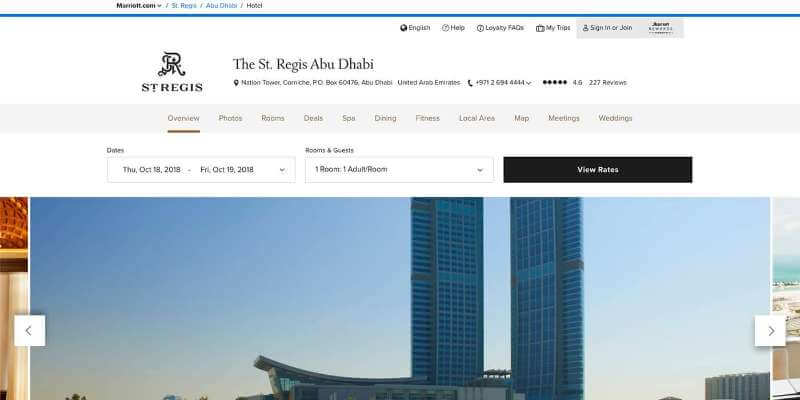 Marriott.com / St. Regis / Abu Dhabi / Hotel
English Help Loyalty FAQs My Trips Sign In or Join
REWARDS
The St. Regis Abu Dhabi
Nation Tower, Corniche, P.O. Box 60476, Abu Dhabi United Arab Emirates +971 2 694 4444 4.6 227 Reviews
ST REGIS
Overview Photos Rooms Deals Spa Dining Fitness Local Area Map Meetings Weddings
Dates
Rooms & Guests
Thu, Oct 18, 2018 - Fri, Oct 19, 2018
1 Room: 1 Adult/Room
View Rates